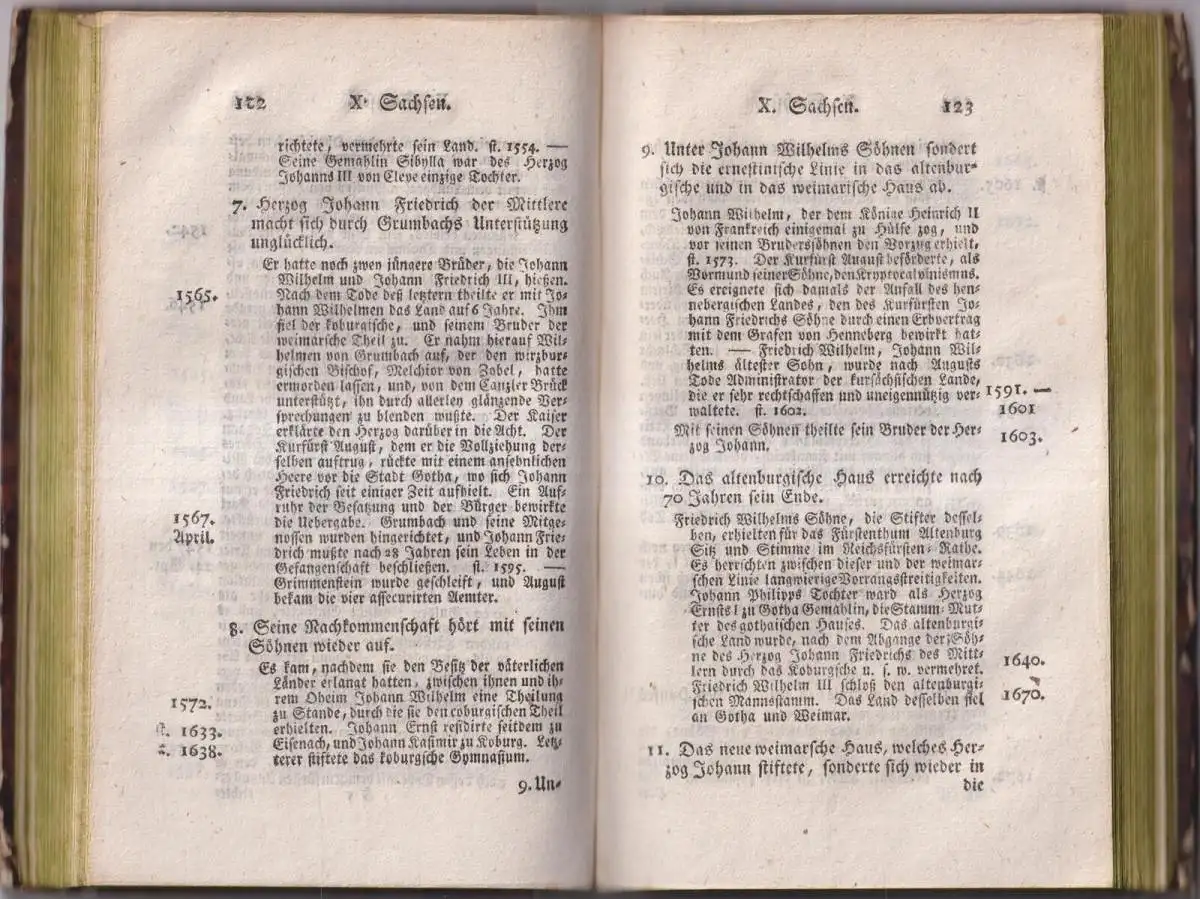 122 X. Sachsen.
richtete, vermehrte sein Land. st. 1554. —
Seine Gemahlin Sibylla war des Herzog
Johanns III von Cleve einzige Tochter.
7. Herzog Johann Friedrich der Mittlere
macht sich durch Grumbachs Unterstützung
unglücklich.
Er hatte noch zwey jüngere Brüder, die Johann
Wilhelm und Johann Friedrich III, hießen.
1565. Nach dem Tode deß letztern theilte er mit Jo-
hann Wilhelmen das Land auf 6 Jahre. Ihm
fiel der koburgische, und seinem Bruder der
weimarsche Theil zu. Er nahm hierauf Wil-
helmen von Grumbach auf, der den wirzbur-
gischen Bischof, Melchior von Zobel, hatte
ermorden lassen, und, von dem Canzler Brück
unterstützt, ihn durch allerley glänzende Ver-
sprechungen zu blenden wußte. Der Kaiser
erklärte den Herzog darüber in die Acht. Der
Kurfürst August, dem er die Vollziehung der-
selben auftrug, rückte mit einem ansehnlichen
Heere vor die Stadt Gotha, wo sich Johann
Friedrich seit einiger Zeit aufhielt. Ein Auf-
ruhr der Besatzung und der Bürger bewirkte
1567. die Uebergabe. Grumbach und seine Mitge-
April. nossen wurden hingerichtet, und Johann Frie-
drich mußte nach 28 Jahren sein Leben in der
Gefangenschaft beschließen. st. 1595. —
Grimmenstein wurde geschleift, und August
bekam die vier assecurirten Aemter.
8. Seine Nachkommenschaft hört mit seinen
Söhnen wieder auf.
Es kam, nachdem sie den Besitz der väterlichen
Länder erlangt hatten, zwischen ihnen und ih-
1572. rem Oheim Johann Wilhelm eine Theilung
zu Stande, durch die sie den coburgischen Theil
st. 1633. erhielten. Johann Ernst residirte seitdem zu
st. 1638. Eisenach, und Johann Kasimir zu Koburg. Letz-
terer stiftete das koburgsche Gymnasium.
9. Un-
X. Sachsen. 123
9. Unter Johann Wilhelms Söhnen sondert
sich die ernestinische Linie in das altenbur-
gische und in das weimarische Haus ab.
Johann Wilhelm, der dem Könige Heinrich II
von Frankreich einigemal zu Hülfe zog, und
vor seinen Brudersöhnen den Vorzug erhielt,
st. 1573. Der Kurfürst August beförderte, als
Vormund seiner Söhne, den Kryptocalvinismus.
Es ereignete sich damals der Anfall des hen-
nebergischen Landes, den des Kurfürsten Jo-
hann Friedrichs Söhne durch einen Erbvertrag
mit dem Grafen von Henneberg bewirkt hat-
ten. — Friedrich Wilhelm, Johann Wil-
helms ältester Sohn, wurde nach Augusts
Tode Administrator der kursächsischen Lande, 1591. —
die er sehr rechtschaffen und uneigennützig ver-
waltete. st. 1602. 1601
Mit seinen Söhnen theilte sein Bruder der Her- 1603.
zog Johann.
10. Das altenburgische Haus erreichte nach
70 Jahren sein Ende.
Friedrich Wilhelms Söhne, die Stifter dessel-
ben, erhielten für das Fürstenthum Altenburg
Sitz und Stimme im Reichsfürsten-Rathe.
Es herrschten zwischen dieser und der weimar-
schen Linie langwierige Vorrangsstreitigkeiten.
Johann Philipps Tochter ward als Herzog
Ernsts I zu Gotha Gemahlin, die Stamm-Mut-
ter des gothaischen Hauses. Das altenburgi-
sche Land wurde, nach dem Abgange der Söh-
ne des Herzog Johann Friedrichs des Mitt- 1640.
lern durch das Koburgsche u. s. w. vermehret.
Friedrich Wilhelm III schloß den altenburgi- 1670.
schen Mannsstamm. Das Land desselben fiel
an Gotha und Weimar.
11. Das neue weimarsche Haus, welches Her-
zog Johann stiftete, sonderte sich wieder in
die